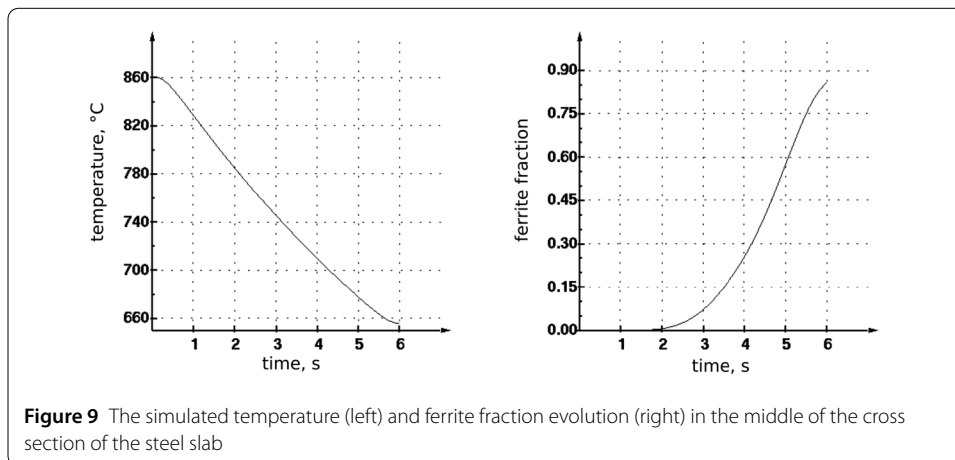 860
820
780
740
700
660
temperature, °C
1 2 3 4 5 6
time, s
0.90
0.75
0.60
0.45
0.30
0.15
0.00
ferrite fraction
1 2 3 4 5 6
time, s
Figure 9 The simulated temperature (left) and ferrite fraction evolution (right) in the middle of the cross
section of the steel slab